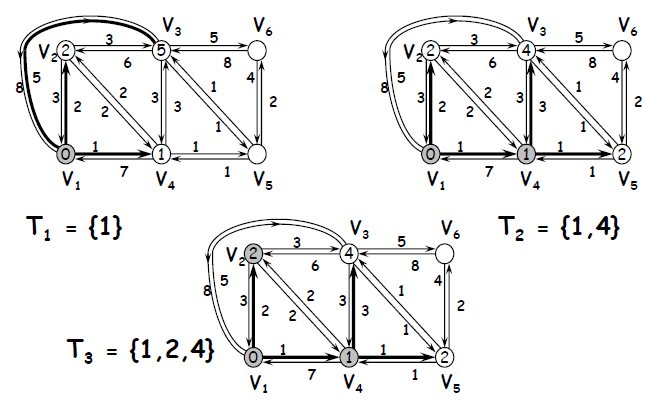 V₃ V₆
V₂ 2 3 5 5
5 6 8
8 3 2 2 2 3 3 1 4 2
1 1
0 1 1 1
V₁ 7 V₄ 1 V₅
T₁ = {1}
V₃ V₆
V₂ 2 3 4 5
5 6 8
8 3 2 2 2 3 3 1 4 2
1 1
0 1 1 2
V₁ 7 V₄ 1 V₅
T₂ = {1,4}
V₃ V₆
V₂ 2 3 4 5
5 6 8
8 3 2 2 2 3 3 1 4 2
1 1
0 1 1 2
V₁ 7 V₄ 1 V₅
T₃ = {1,2,4}